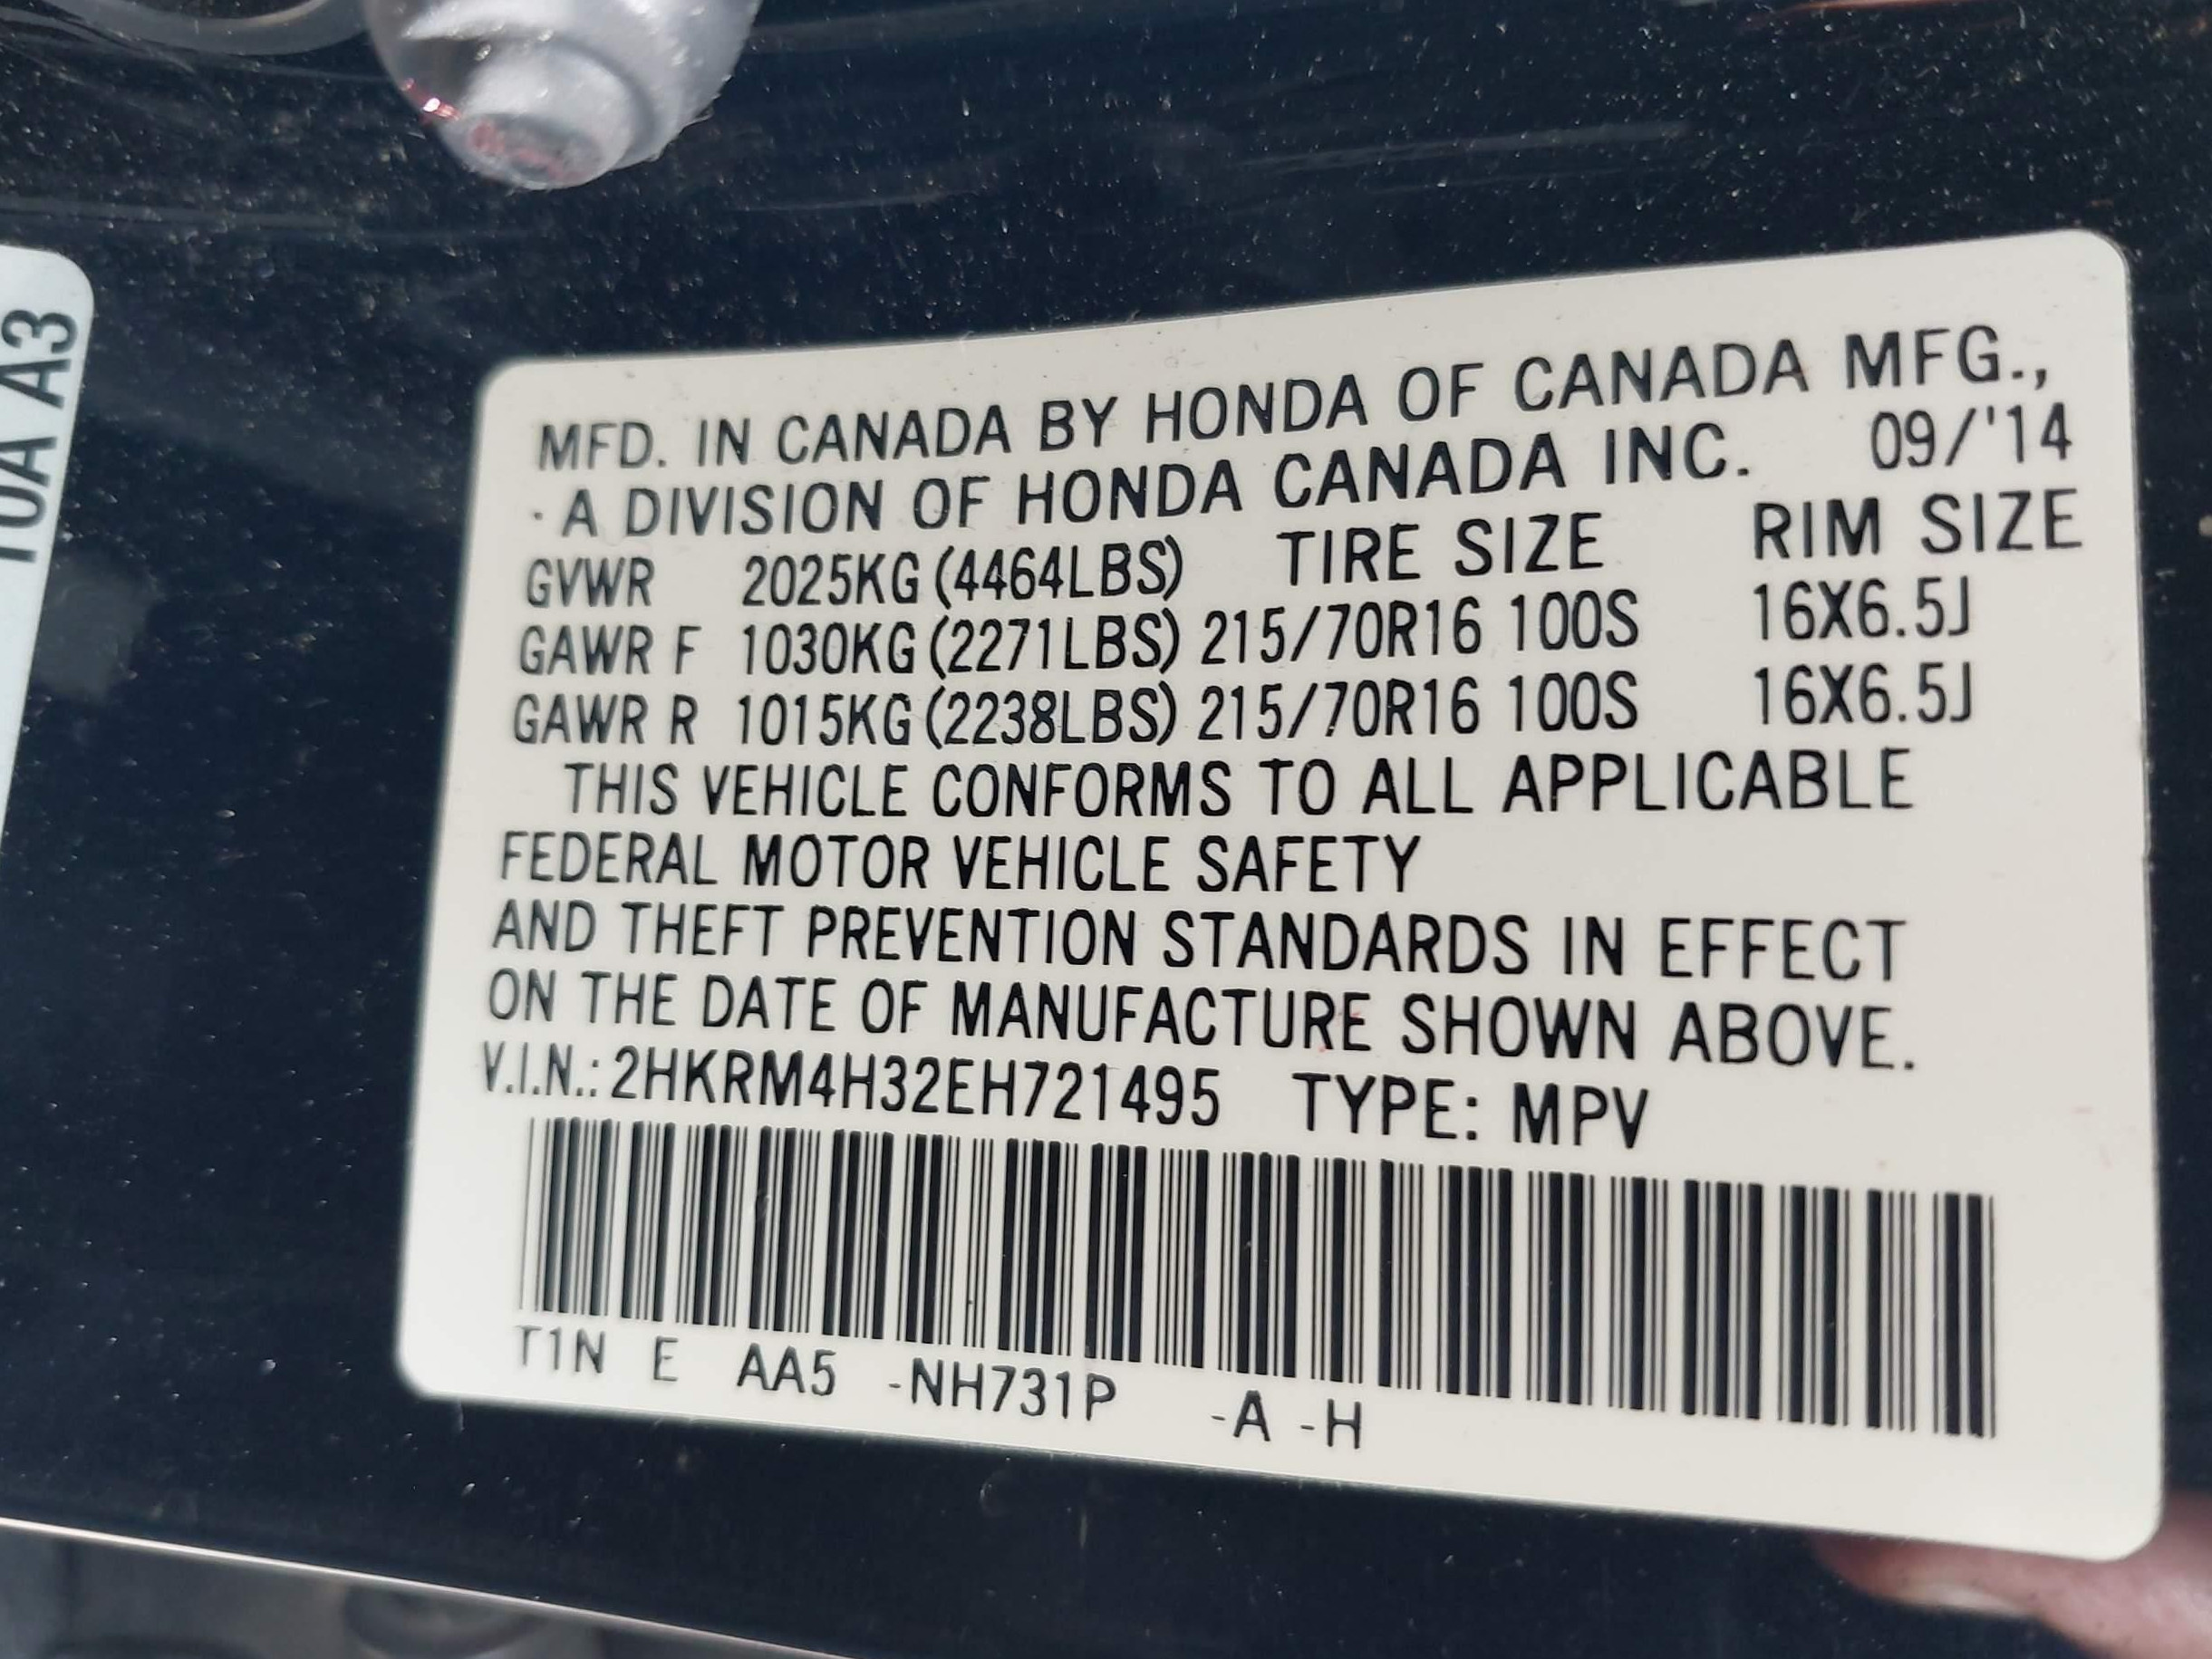 10A A3
MFD. IN CANADA BY HONDA OF CANADA MFG.,
· A DIVISION OF HONDA CANADA INC. 09/'14
GVWR 2025KG (4464LBS) TIRE SIZE RIM SIZE
GAWR F 1030KG (2271LBS) 215/70R16 100S 16X6.5J
GAWR R 1015KG (2238LBS) 215/70R16 100S 16X6.5J
THIS VEHICLE CONFORMS TO ALL APPLICABLE
FEDERAL MOTOR VEHICLE SAFETY
AND THEFT PREVENTION STANDARDS IN EFFECT
ON THE DATE OF MANUFACTURE SHOWN ABOVE.
V.I.N.: 2HKRM4H32EH721495 TYPE: MPV
T1N E AA5 -NH731P -A -H